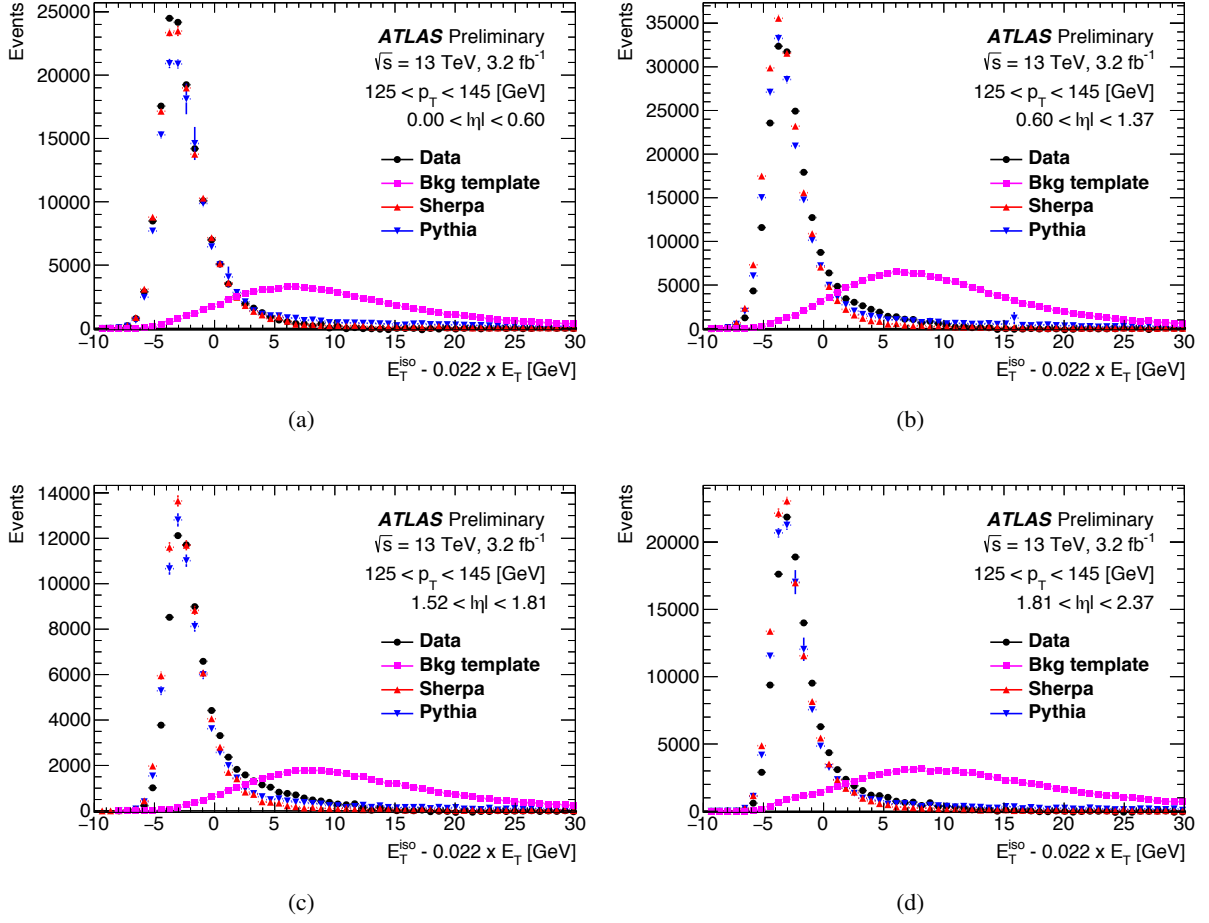 Events
25000
20000
15000
10000
5000
0
ATLAS Preliminary
√s = 13 TeV, 3.2 fb⁻¹
125 < p_T < 145 [GeV]
0.00 < |η| < 0.60
Data
Bkg template
Sherpa
Pythia
−10 −5 0 5 10 15 20 25 30
E_T^iso - 0.022 x E_T [GeV]
(a)
Events
35000
30000
25000
20000
15000
10000
5000
0
ATLAS Preliminary
√s = 13 TeV, 3.2 fb⁻¹
125 < p_T < 145 [GeV]
0.60 < |η| < 1.37
Data
Bkg template
Sherpa
Pythia
−10 −5 0 5 10 15 20 25 30
E_T^iso - 0.022 x E_T [GeV]
(b)
Events
14000
12000
10000
8000
6000
4000
2000
0
ATLAS Preliminary
√s = 13 TeV, 3.2 fb⁻¹
125 < p_T < 145 [GeV]
1.52 < |η| < 1.81
Data
Bkg template
Sherpa
Pythia
−10 −5 0 5 10 15 20 25 30
E_T^iso - 0.022 x E_T [GeV]
(c)
Events
20000
15000
10000
5000
0
ATLAS Preliminary
√s = 13 TeV, 3.2 fb⁻¹
125 < p_T < 145 [GeV]
1.81 < |η| < 2.37
Data
Bkg template
Sherpa
Pythia
−10 −5 0 5 10 15 20 25 30
E_T^iso - 0.022 x E_T [GeV]
(d)